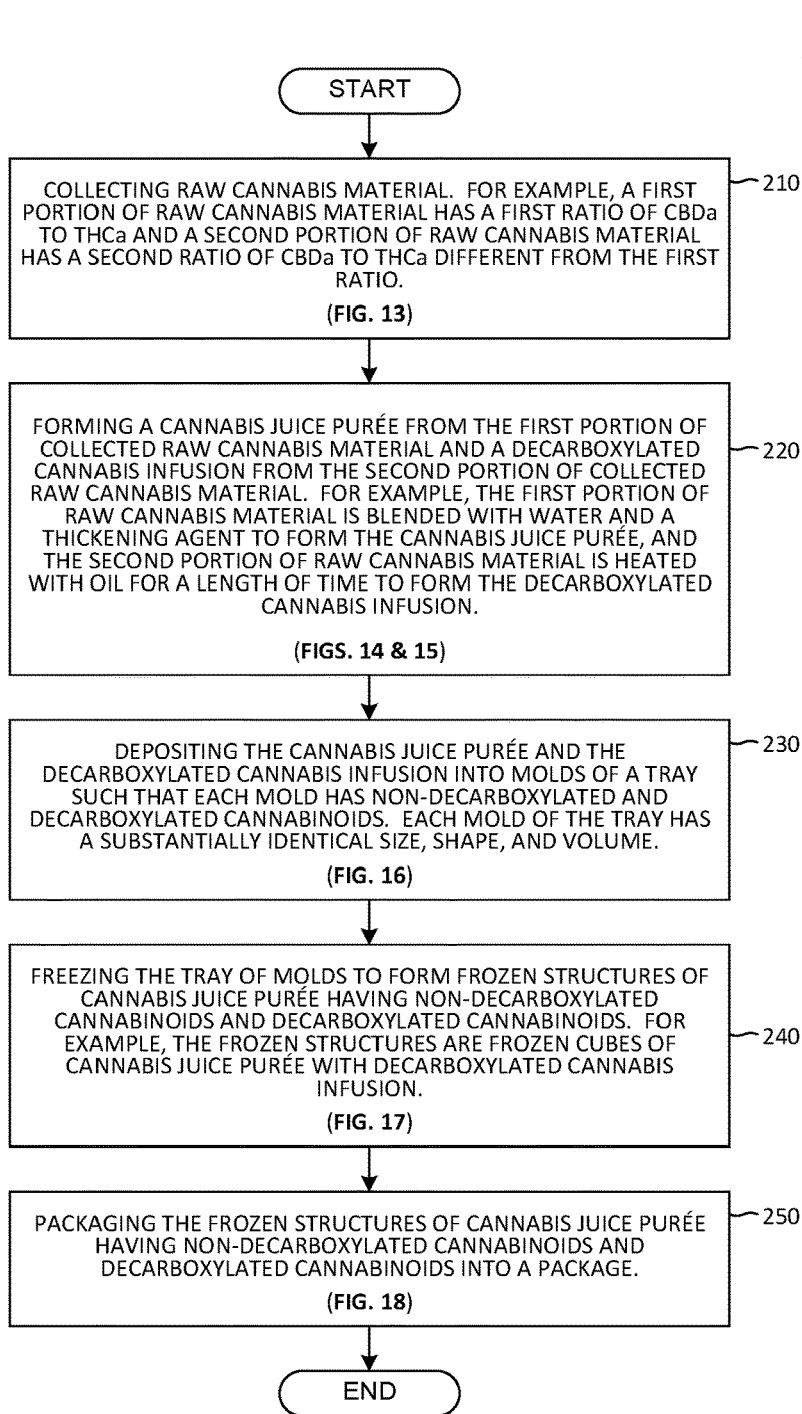 START
COLLECTING RAW CANNABIS MATERIAL. FOR EXAMPLE, A FIRST
PORTION OF RAW CANNABIS MATERIAL HAS A FIRST RATIO OF CBDa
TO THCa AND A SECOND PORTION OF RAW CANNABIS MATERIAL
HAS A SECOND RATIO OF CBDa TO THCa DIFFERENT FROM THE FIRST
RATIO.
(FIG. 13)
210
FORMING A CANNABIS JUICE PURÉE FROM THE FIRST PORTION OF
COLLECTED RAW CANNABIS MATERIAL AND A DECARBOXYLATED
CANNABIS INFUSION FROM THE SECOND PORTION OF COLLECTED
RAW CANNABIS MATERIAL. FOR EXAMPLE, THE FIRST PORTION OF
RAW CANNABIS MATERIAL IS BLENDED WITH WATER AND A
THICKENING AGENT TO FORM THE CANNABIS JUICE PURÉE, AND
THE SECOND PORTION OF RAW CANNABIS MATERIAL IS HEATED
WITH OIL FOR A LENGTH OF TIME TO FORM THE DECARBOXYLATED
CANNABIS INFUSION.
(FIGS. 14 & 15)
220
DEPOSITING THE CANNABIS JUICE PURÉE AND THE
DECARBOXYLATED CANNABIS INFUSION INTO MOLDS OF A TRAY
SUCH THAT EACH MOLD HAS NON-DECARBOXYLATED AND
DECARBOXYLATED CANNABINOIDS. EACH MOLD OF THE TRAY HAS
A SUBSTANTIALLY IDENTICAL SIZE, SHAPE, AND VOLUME.
(FIG. 16)
230
FREEZING THE TRAY OF MOLDS TO FORM FROZEN STRUCTURES OF
CANNABIS JUICE PURÉE HAVING NON-DECARBOXYLATED
CANNABINOIDS AND DECARBOXYLATED CANNABINOIDS. FOR
EXAMPLE, THE FROZEN STRUCTURES ARE FROZEN CUBES OF
CANNABIS JUICE PURÉE WITH DECARBOXYLATED CANNABIS
INFUSION.
(FIG. 17)
240
PACKAGING THE FROZEN STRUCTURES OF CANNABIS JUICE PURÉE
HAVING NON-DECARBOXYLATED CANNABINOIDS AND
DECARBOXYLATED CANNABINOIDS INTO A PACKAGE.
(FIG. 18)
250
END